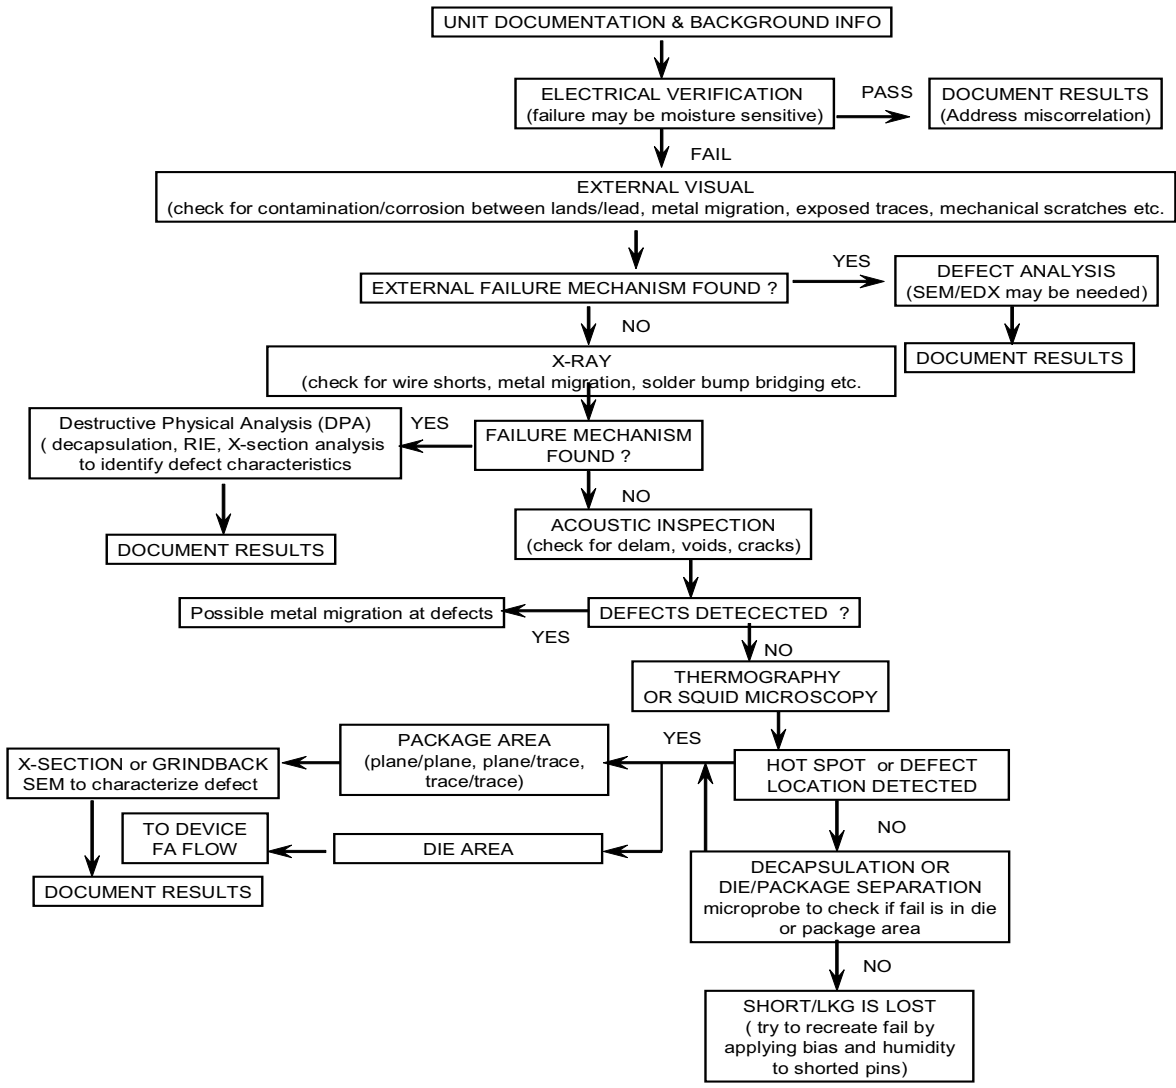 UNIT DOCUMENTATION & BACKGROUND INFO
ELECTRICAL VERIFICATION
(failure may be moisture sensitive)
PASS
DOCUMENT RESULTS
(Address miscorrelation)
FAIL
EXTERNAL VISUAL
(check for contamination/corrosion between lands/lead, metal migration, exposed traces, mechanical scratches etc.
EXTERNAL FAILURE MECHANISM FOUND ?
YES
DEFECT ANALYSIS
(SEM/EDX may be needed)
NO
DOCUMENT RESULTS
X-RAY
(check for wire shorts, metal migration, solder bump bridging etc.
Destructive Physical Analysis (DPA)
( decapsulation, RIE, X-section analysis
to identify defect characteristics
YES
FAILURE MECHANISM
FOUND ?
NO
DOCUMENT RESULTS
ACOUSTIC INSPECTION
(check for delam, voids, cracks)
Possible metal migration at defects
YES
DEFECTS DETECECTED ?
NO
THERMOGRAPHY
OR SQUID MICROSCOPY
X-SECTION or GRINDBACK
SEM to characterize defect
PACKAGE AREA
(plane/plane, plane/trace,
trace/trace)
YES
HOT SPOT or DEFECT
LOCATION DETECTED
NO
TO DEVICE
FA FLOW
DIE AREA
DOCUMENT RESULTS
DECAPSULATION OR
DIE/PACKAGE SEPARATION
microprobe to check if fail is in die
or package area
NO
SHORT/LKG IS LOST
( try to recreate fail by
applying bias and humidity
to shorted pins)